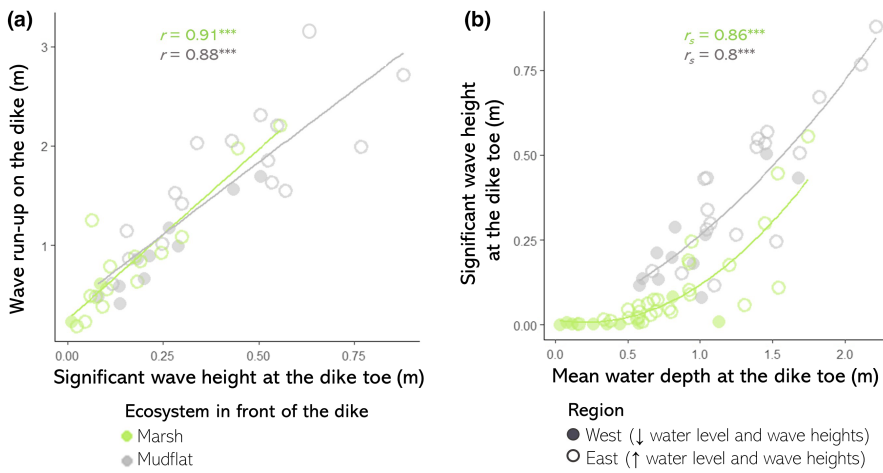 (a)
r = 0.91***
r = 0.88***
Wave run-up on the dike (m)
3
2
1
0.00
0.25
0.50
0.75
Significant wave height at the dike toe (m)
Ecosystem in front of the dike
Marsh
Mudflat
(b)
rs = 0.86***
rs = 0.8***
Significant wave height
at the dike toe (m)
0.75
0.50
0.25
0.00
0.0
0.5
1.0
1.5
2.0
Mean water depth at the dike toe (m)
Region
West (↓ water level and wave heights)
East (↑ water level and wave heights)